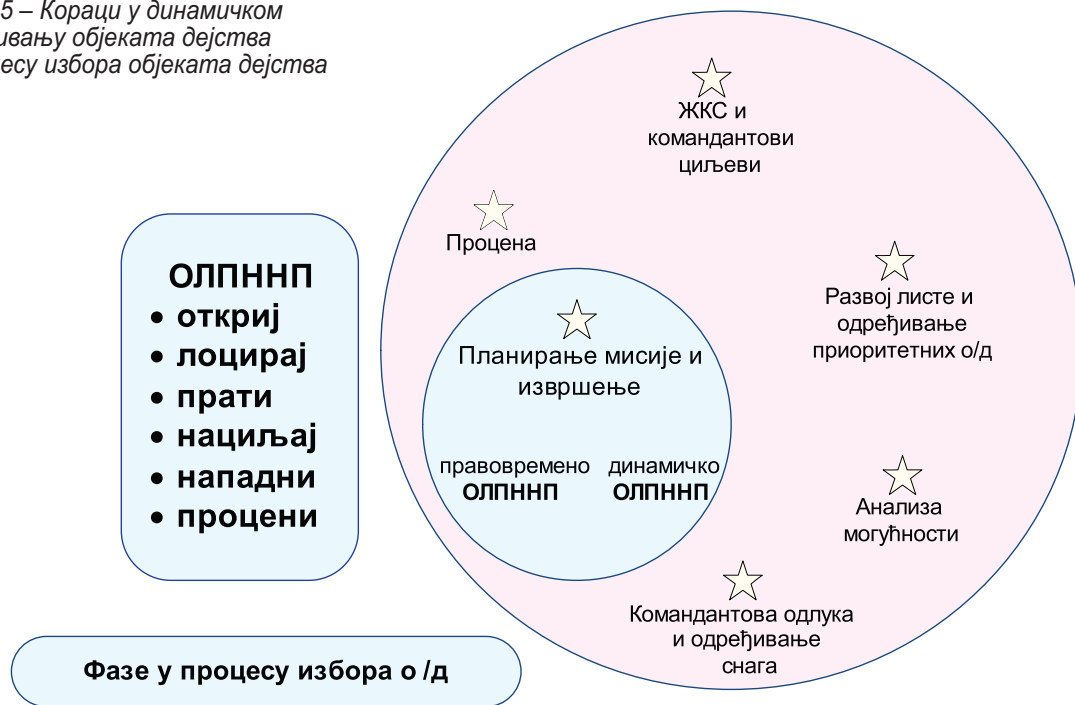 5 – Кораци у динамичком
објеката дејства
избора објеката дејства
ЖКС и
командантови
циљеви
Процена
Развој листе и
одређивање
приоритетних о/д
ОЛПННП
• откриј
• лоцирај
• прати
• нациљај
• нападни
• процени
Планирање мисије и
извршење
правовремено
ОЛПННП
динамичко
ОЛПННП
Анализа
могућности
Командантова одлука
и одређивање
снага
Фазе у процесу избора о /д